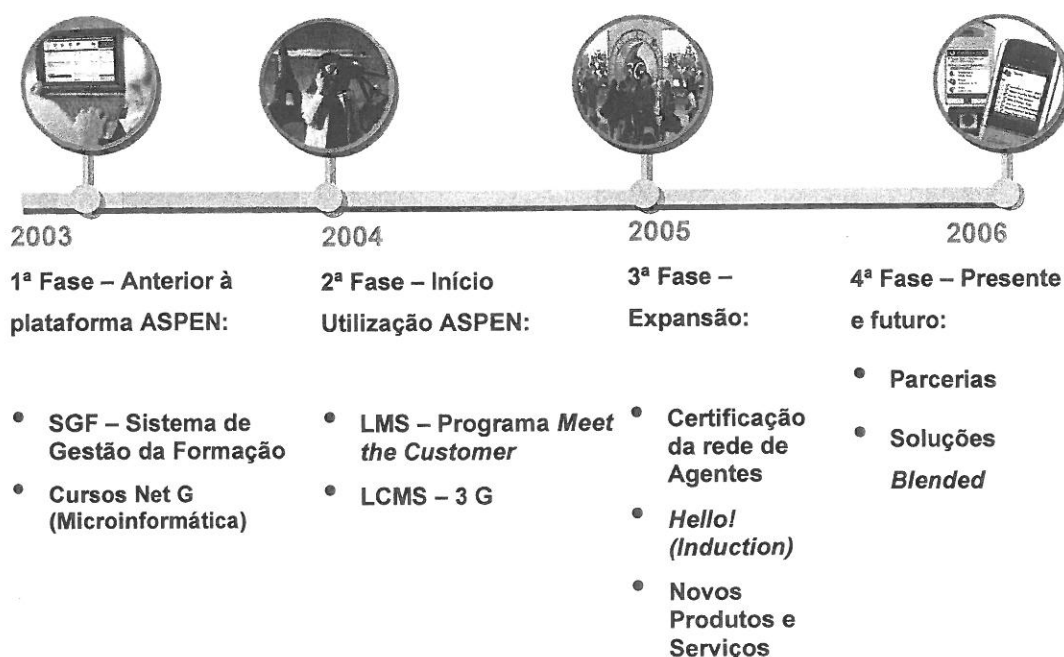 2003
1ª Fase – Anterior à
plataforma ASPEN:
• SGF – Sistema de
Gestão da Formação
• Cursos Net G
(Microinformática)
2004
2ª Fase – Início
Utilização ASPEN:
• LMS – Programa Meet
the Customer
• LCMS – 3 G
2005
3ª Fase –
Expansão:
• Certificação
da rede de
Agentes
• Hello!
(Induction)
• Novos
Produtos e
Serviços
2006
4ª Fase – Presente
e futuro:
• Parcerias
• Soluções
Blended